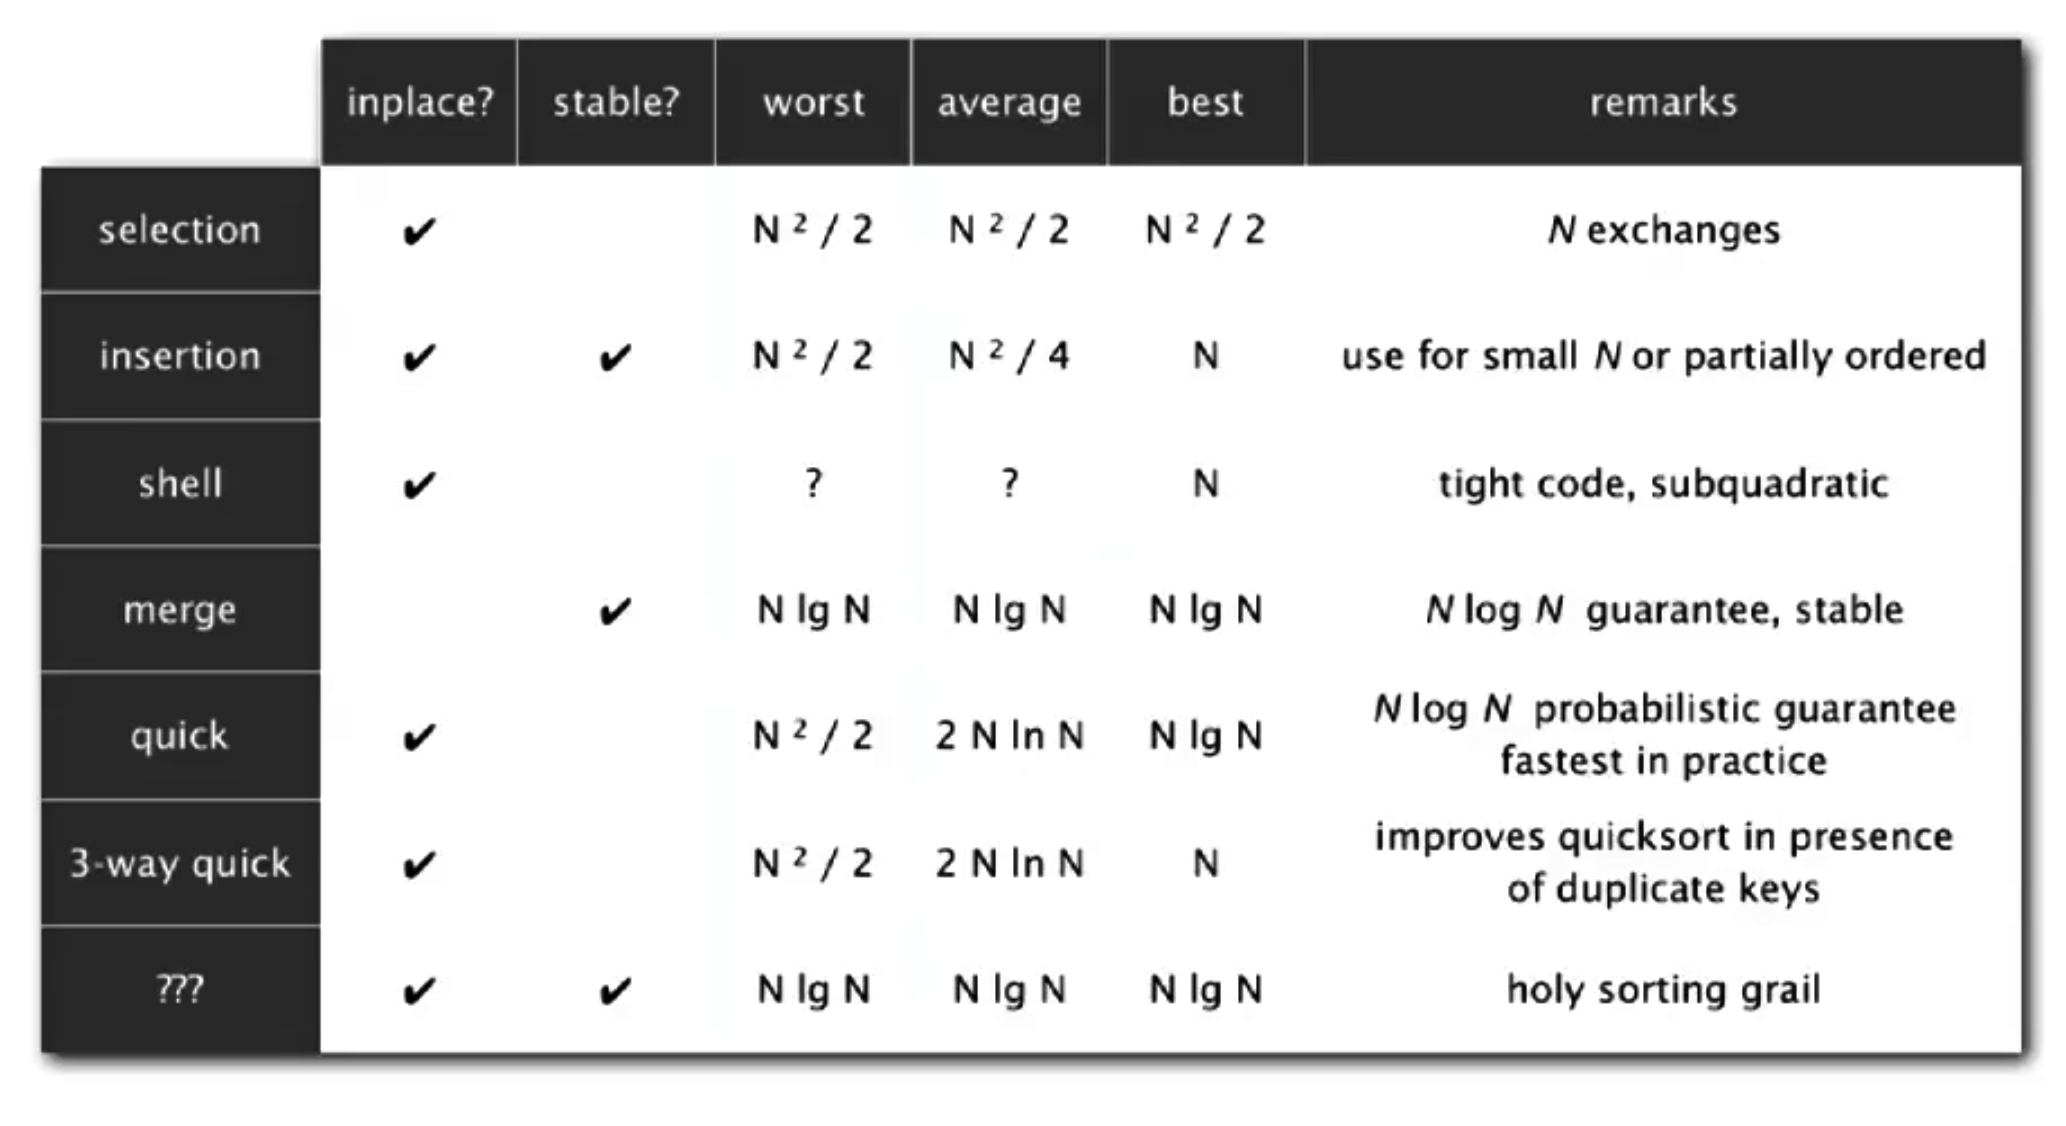 inplace? stable? worst average best remarks
selection ✔ N ² / 2 N ² / 2 N ² / 2 N exchanges
insertion ✔ ✔ N ² / 2 N ² / 4 N use for small N or partially ordered
shell ✔ ? ? N tight code, subquadratic
merge ✔ N lg N N lg N N lg N N log N guarantee, stable
quick ✔ N ² / 2 2 N ln N N lg N N log N probabilistic guarantee
fastest in practice
3-way quick ✔ N ² / 2 2 N ln N N improves quicksort in presence
of duplicate keys
??? ✔ ✔ N lg N N lg N N lg N holy sorting grail